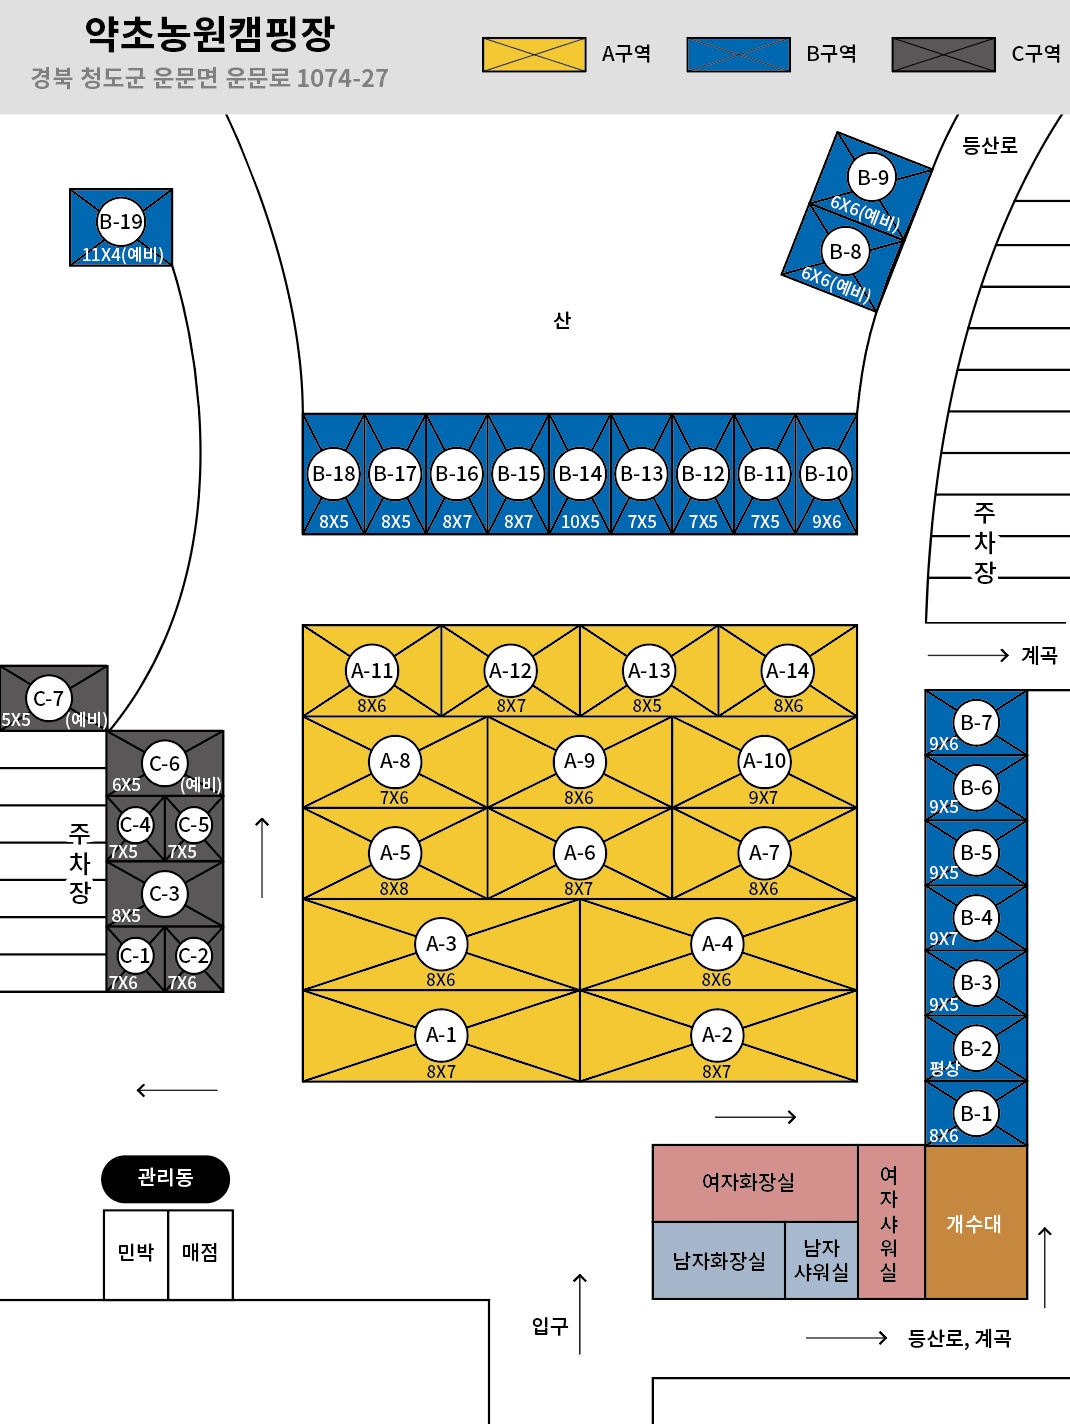 약초농원캠핑장
경북 청도군 운문면 운문로 1074-27
A구역
B구역
C구역
등산로
B-9
6X6(예비)
B-8
6X6(예비)
B-19
11X4(예비)
산
B-18
B-17
B-16
B-15
B-14
B-13
B-12
B-11
B-10
8X5
8X5
8X7
8X7
10X5
7X5
7X5
7X5
9X6
주
차
장
계곡
A-11
A-12
A-13
A-14
8X6
8X7
8X5
8X6
A-8
A-9
A-10
7X6
8X6
9X7
A-5
A-6
A-7
8X8
8X7
8X6
A-3
A-4
8X6
8X6
A-1
A-2
8X7
8X7
C-7
5X5
(예비)
C-6
6X5
(예비)
C-4
C-5
7X5
7X5
C-3
8X5
C-1
C-2
7X6
7X6
주
차
장
B-7
9X6
B-6
9X5
B-5
9X5
B-4
9X7
B-3
9X5
B-2
평상
B-1
8X6
관리동
민박
매점
여자화장실
여
자
샤
워
실
개수대
남자화장실
남자
샤워실
입구
등산로, 계곡